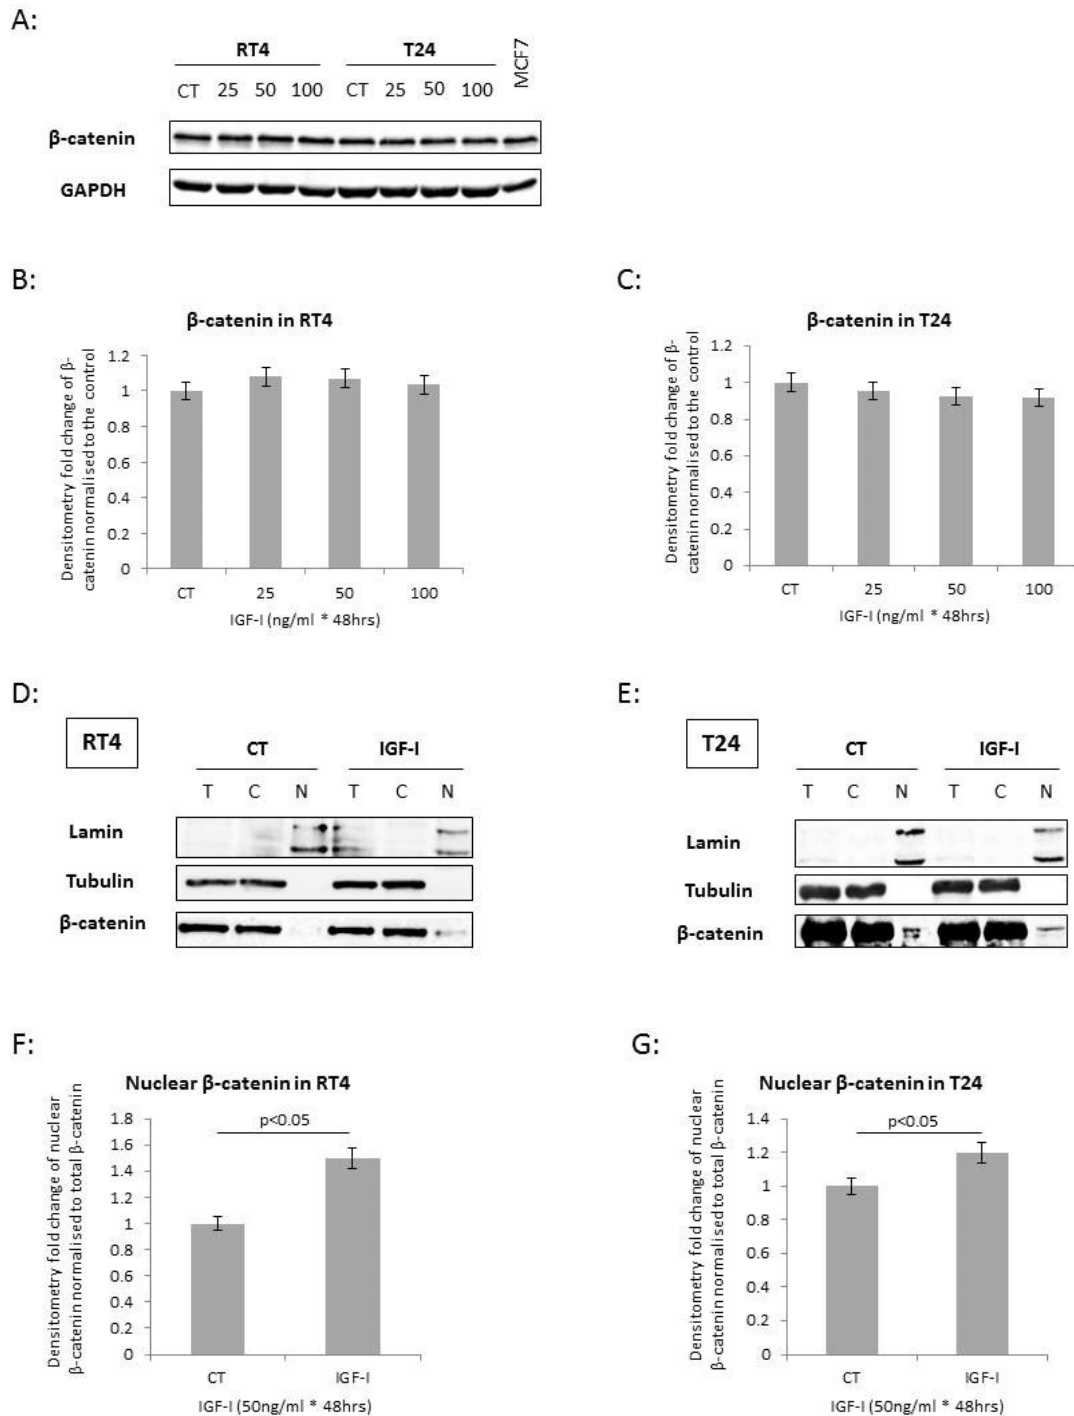 A:
RT4 T24 MCF7
CT 25 50 100 CT 25 50 100
β-catenin
GAPDH
B:
β-catenin in RT4
Densitometry fold change of β-
catenin normalised to the control
1.2
1
0.8
0.6
0.4
0.2
0
CT 25 50 100
IGF-I (ng/ml * 48hrs)
C:
β-catenin in T24
Densitometry fold change of β-
catenin normalised to the control
1.2
1
0.8
0.6
0.4
0.2
0
CT 25 50 100
IGF-I (ng/ml * 48hrs)
D:
RT4
CT IGF-I
T C N T C N
Lamin
Tubulin
β-catenin
E:
T24
CT IGF-I
T C N T C N
Lamin
Tubulin
β-catenin
F:
Nuclear β-catenin in RT4
Densitometry fold change of nuclear
β-catenin normalised to total β-catenin
1.8
1.6
1.4
1.2
1
0.8
0.6
0.4
0.2
0
p<0.05
CT IGF-I
IGF-I (50ng/ml * 48hrs)
G:
Nuclear β-catenin in T24
Densitometry fold change of nuclear
β-catenin normalised to total β-catenin
1.4
1.2
1
0.8
0.6
0.4
0.2
0
p<0.05
CT IGF-I
IGF-I (50ng/ml * 48hrs)